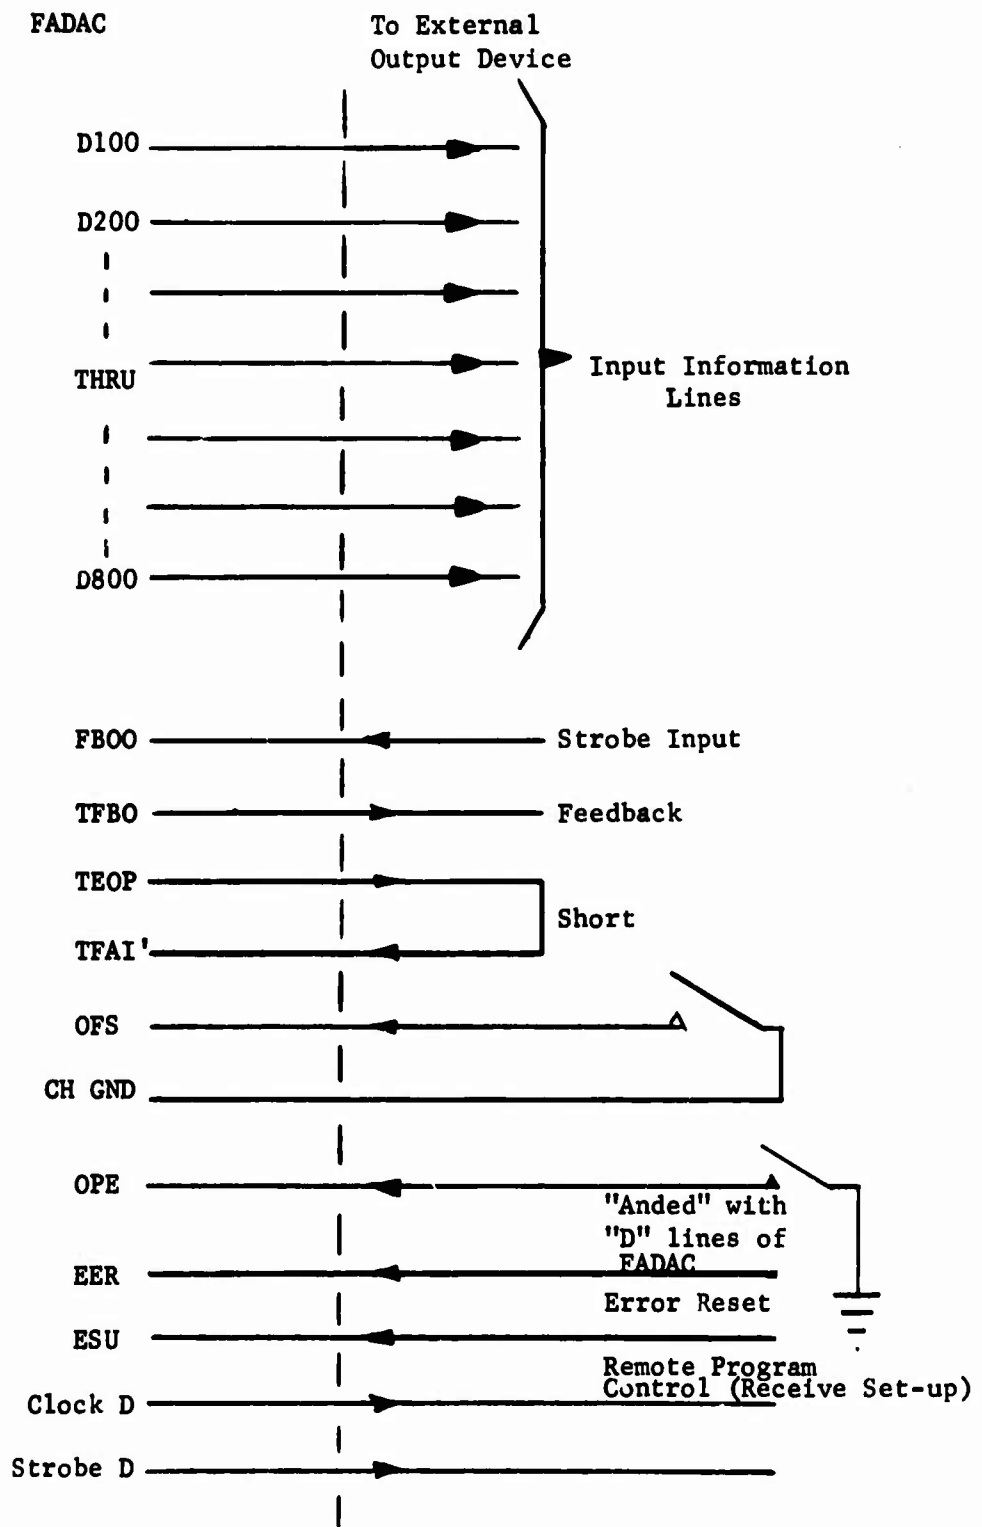 FADAC
To External
Output Device
D100
D200
THRU
Input Information
Lines
D800
FB00 Strobe Input
TFBO Feedback
TEOP
Short
TFAI'
OFS
CH GND
OPE
"Anded" with
"D" lines of
FADAC
EER
Error Reset
ESU
Remote Program
Control (Receive Set-up)
Clock D
Strobe D